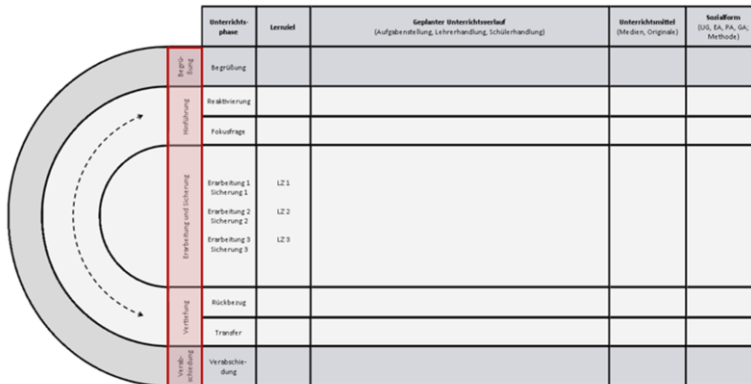 Unterrichts-
phase
Lernziel
Geplanter Unterrichtsverlauf
(Aufgabenstellung, Lehrerhandlung, Schülerhandlung)
Unterrichtsmittel
(Medien, Originale)
Sozialform
(UG, EA, PA, GA,
Methode)
Begrü-
ßung
Begrüßung
Hinführung
Reaktivierung
Fokusfrage
Erarbeitung und Sicherung
Erarbeitung 1
Sicherung 1
LZ 1
Erarbeitung 2
Sicherung 2
LZ 2
Erarbeitung 3
Sicherung 3
LZ 3
Vertiefung
Rückbezug
Transfer
Verab-
schiedung
Verabschie-
dung